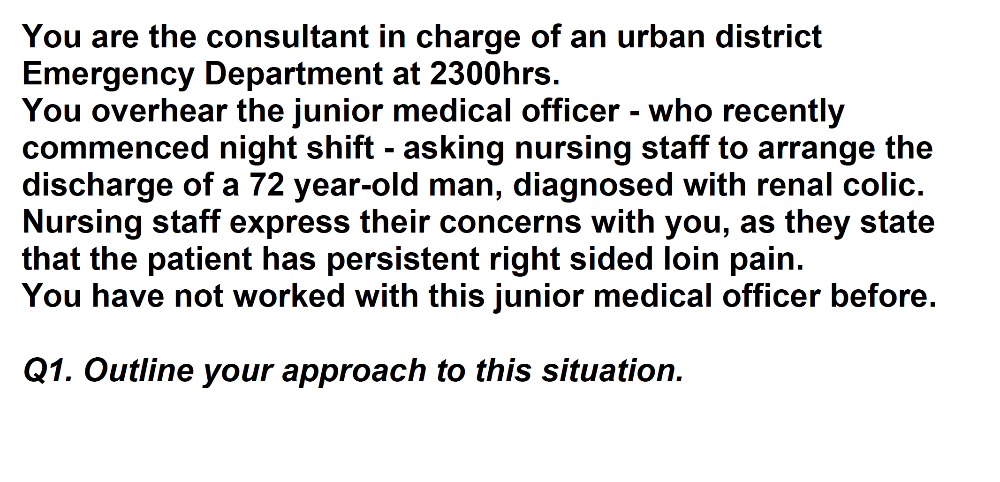 You are the consultant in charge of an urban district
Emergency Department at 2300hrs.
You overhear the junior medical officer - who recently
commenced night shift - asking nursing staff to arrange the
discharge of a 72 year-old man, diagnosed with renal colic.
Nursing staff express their concerns with you, as they state
that the patient has persistent right sided loin pain.
You have not worked with this junior medical officer before.
Q1. Outline your approach to this situation.